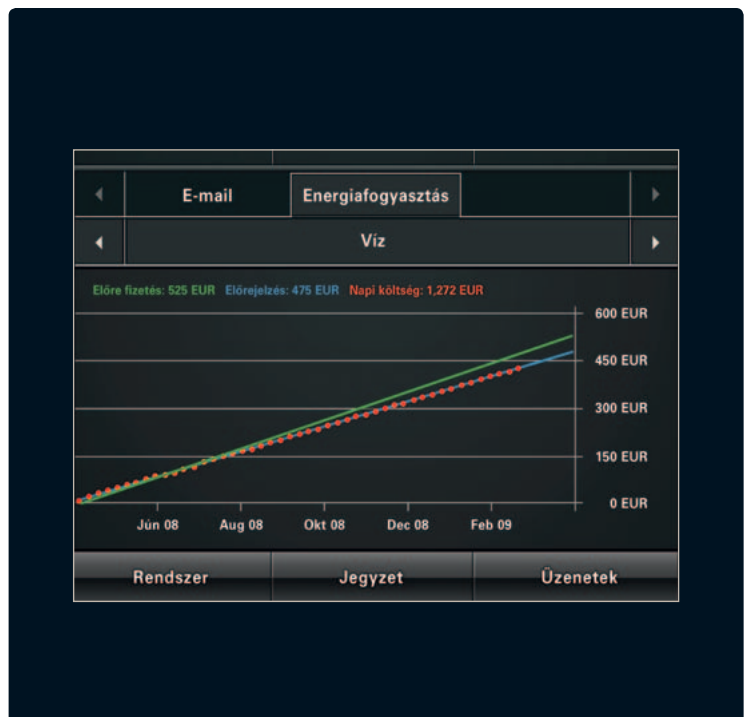 E-mail Energiafogyasztás
Víz
Előre fizetés: 525 EUR Előrejelzés: 475 EUR Napi költség: 1,272 EUR
600 EUR
450 EUR
300 EUR
150 EUR
0 EUR
Jún 08 Aug 08 Okt 08 Dec 08 Feb 09
Rendszer Jegyzet Üzenetek